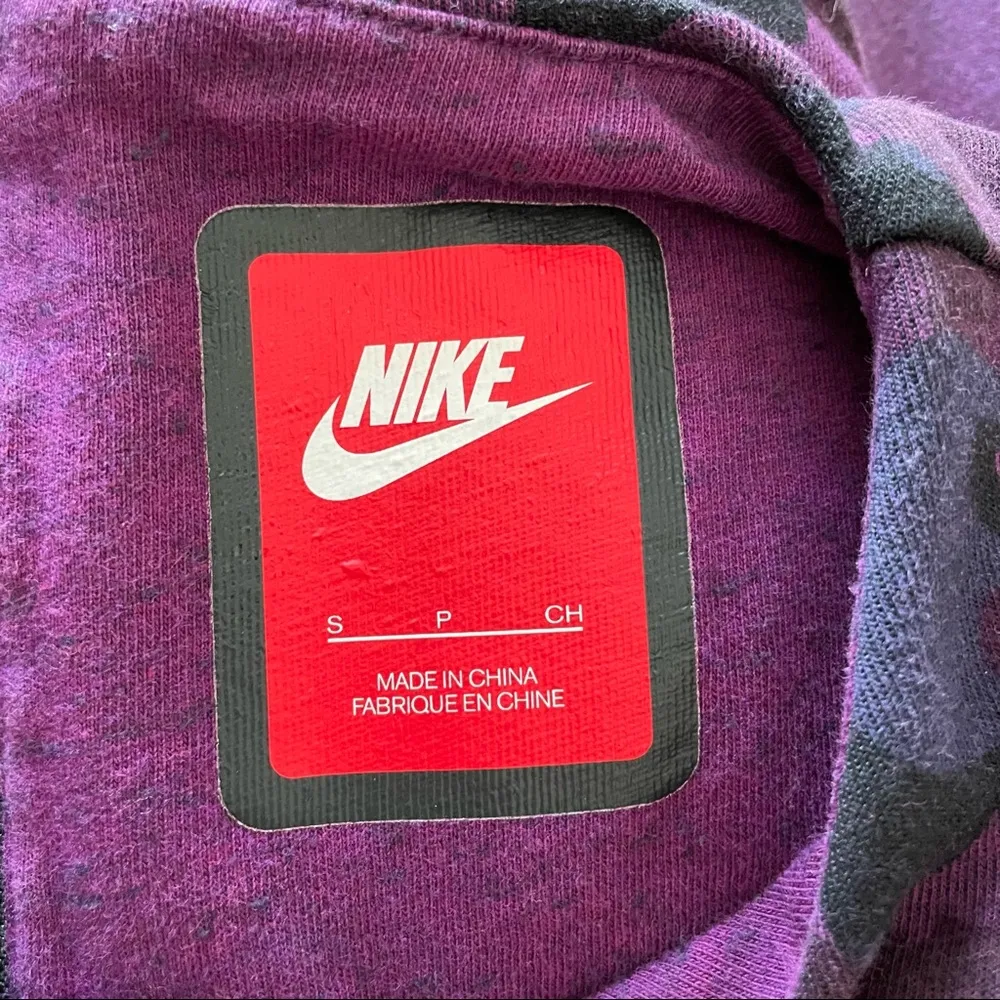 NIKE
S P CH
MADE IN CHINA
FABRIQUE EN CHINE